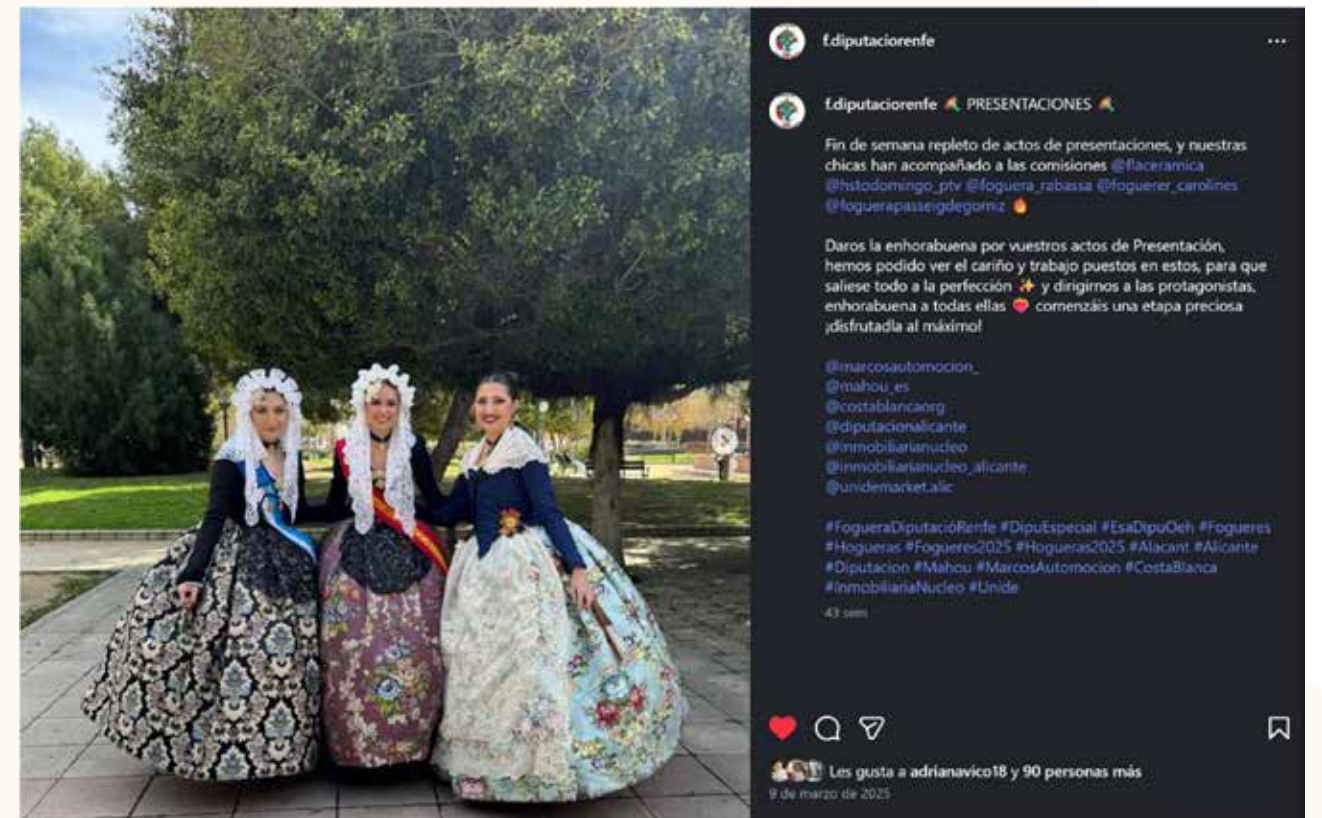 f.diputaciorenfe
f.diputaciorenfe PRESENTACIONES
Fin de semana repleto de actos de presentaciones, y nuestras
chicas han acompañado a las comisiones @flaceramica
@hstodomingo_ptv @foguera_rabassa @foguerer_carolines
@foguerapasseigdegomiz
Daros la enhorabuena por vuestros actos de Presentación,
hemos podido ver el cariño y trabajo puestos en estos, para que
saliese todo a la perfección ✨ y dirigirnos a las protagonistas,
enhorabuena a todas ellas ❤️ comenzáis una etapa preciosa
¡disfrutadla al máximo!
@marcosautomocion_
@mahou_es
@costablancaorg
@diputacionalicante
@inmobiliarianucleo
@inmobiliarianucleo_alicante
@unidemarket.alic
#FogueraDiputacióRenfe #DipuEspecial #EsaDipuOeh #Fogueres
#Hogueras #Fogueres2025 #Hogueras2025 #Alacant #Alicante
#Diputacion #Mahou #MarcosAutomocion #CostaBlanca
#InmobiliariaNucleo #Unide
43 sem
Les gusta a adrianavico18 y 90 personas más
9 de marzo de 2025